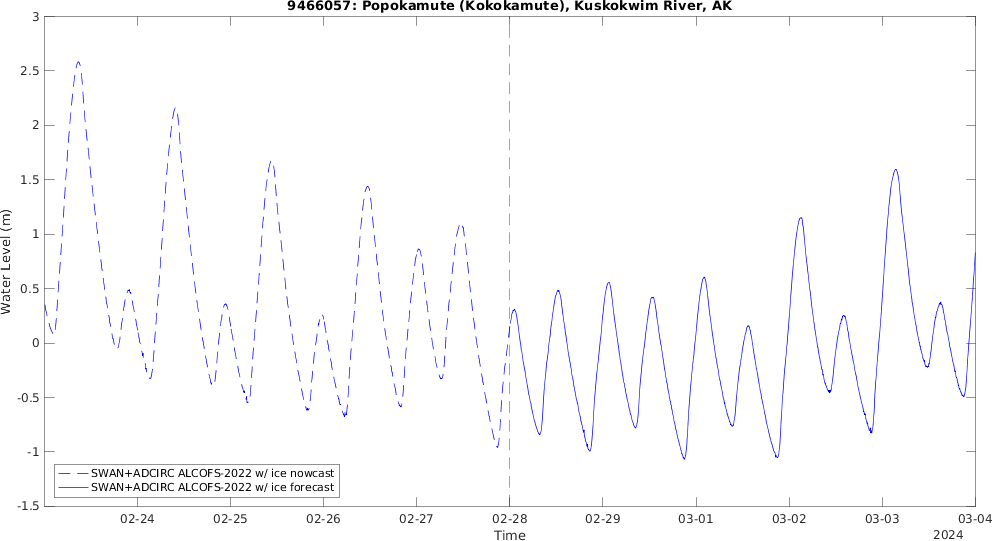 9466057: Popokamute (Kokokamute), Kuskokwim River, AK
3
2.5
2
1.5
1
0.5
0
-0.5
-1
-1.5
Water Level (m)
SWAN+ADCIRC ALCOFS-2022 w/ ice nowcast
SWAN+ADCIRC ALCOFS-2022 w/ ice forecast
02-24 02-25 02-26 02-27 02-28 02-29 03-01 03-02 03-03 03-04
Time
2024